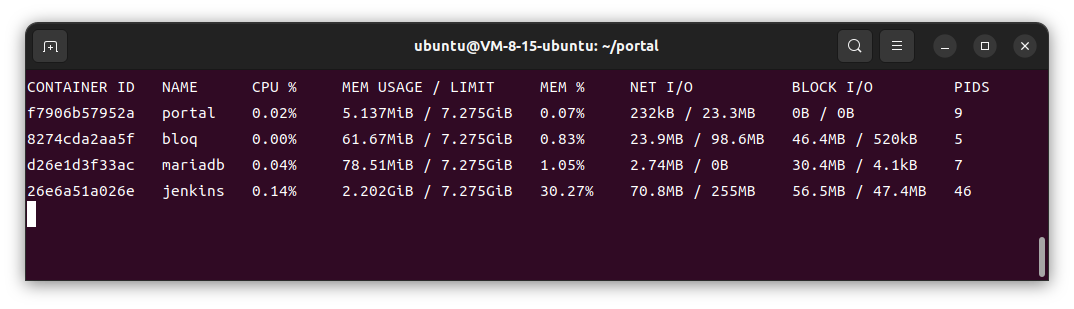 ubuntu@VM-8-15-ubuntu: ~/portal
CONTAINER ID NAME CPU % MEM USAGE / LIMIT MEM % NET I/O BLOCK I/O PIDS
f7906b57952a portal 0.02% 5.137MiB / 7.275GiB 0.07% 232kB / 23.3MB 0B / 0B 9
8274cda2aa5f bloq 0.00% 61.67MiB / 7.275GiB 0.83% 23.9MB / 98.6MB 46.4MB / 520kB 5
d26e1d3f33ac mariadb 0.04% 78.51MiB / 7.275GiB 1.05% 2.74MB / 0B 30.4MB / 4.1kB 7
26e6a51a026e jenkins 0.14% 2.202GiB / 7.275GiB 30.27% 70.8MB / 255MB 56.5MB / 47.4MB 46